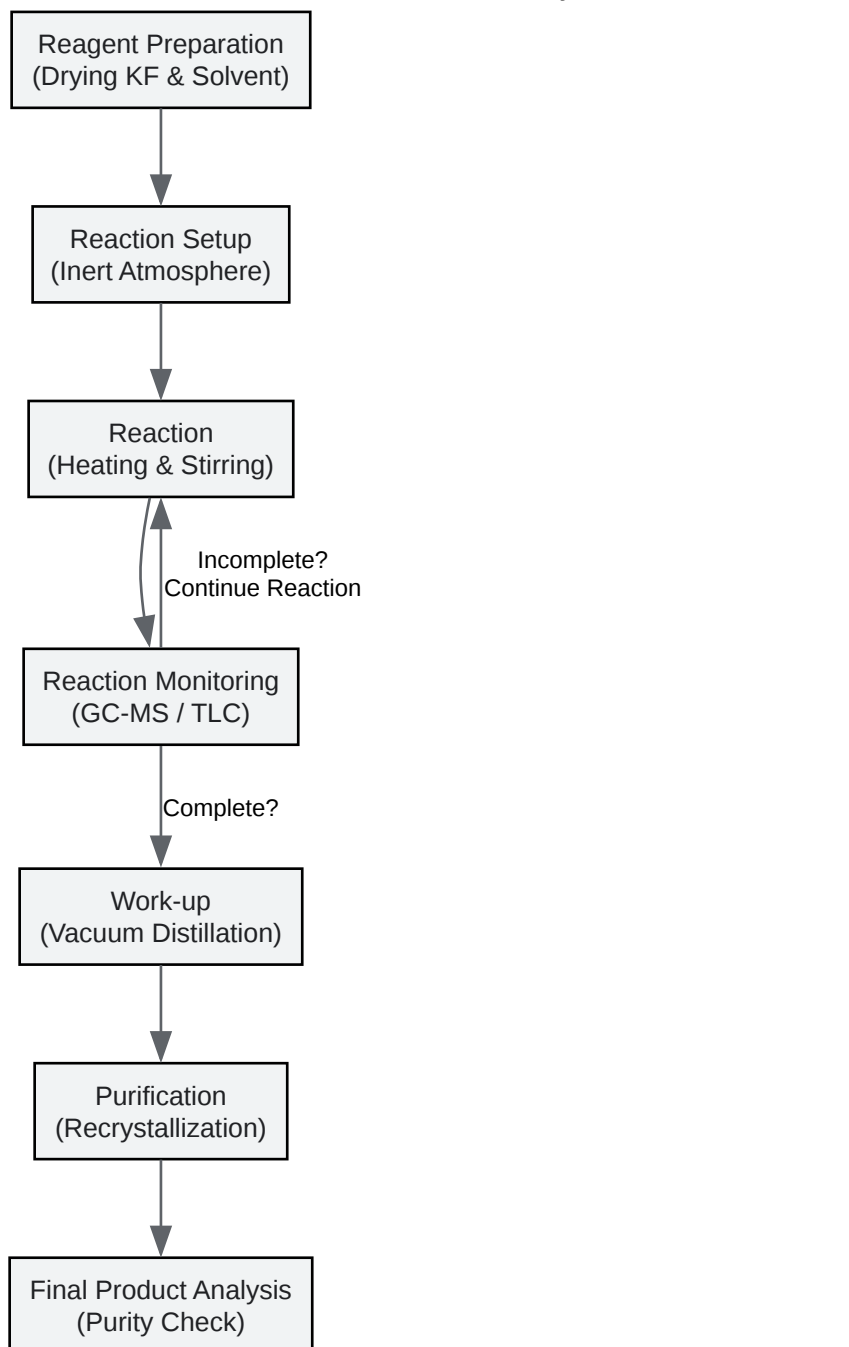 Reagent Preparation
(Drying KF & Solvent)
Reaction Setup
(Inert Atmosphere)
Reaction
(Heating & Stirring)
Incomplete?
Continue Reaction
Reaction Monitoring
(GC-MS / TLC)
Complete?
Work-up
(Vacuum Distillation)
Purification
(Recrystallization)
Final Product Analysis
(Purity Check)